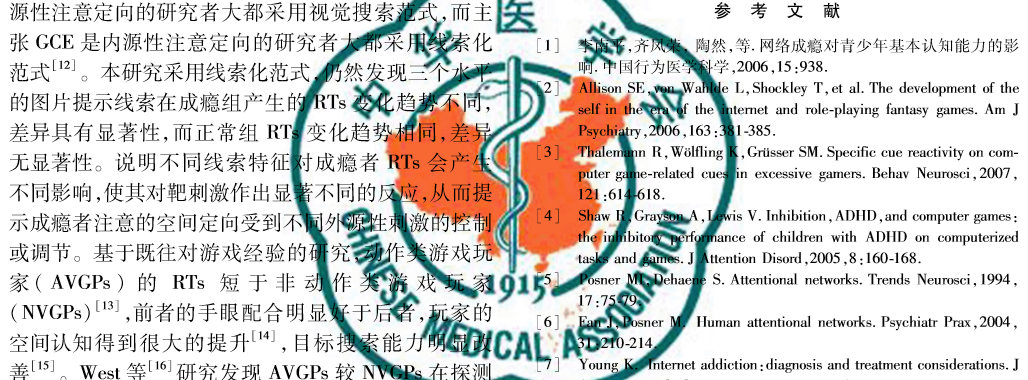 源性注意定向的研究者大都采用视觉搜索范式,而主
张 GCE 是内源性注意定向的研究者大都采用线索化
范式[12]。本研究采用线索化范式,仍然发现三个水平
的图片提示线索在成瘾组产生的 RTs 变化趋势不同,
差异具有显著性,而正常组 RTs 变化趋势相同,差异
无显著性。说明不同线索特征对成瘾者 RTs 会产生
不同影响,使其对靶刺激作出显著不同的反应,从而提
示成瘾者注意的空间定向受到不同外源性刺激的控制
或调节。基于既往对游戏经验的研究,动作类游戏玩
家(AVGPs)的 RTs 短于非动作类游戏玩家
(NVGPs)[13],前者的手眼配合明显好于后者,玩家的
空间认知得到很大的提升[14],目标搜索能力明显改
善[15]。West 等[16]研究发现 AVGPs 较 NVGPs 在探测
参 考 文 献
[1] 李南平,齐凤荣,陶然,等.网络成瘾对青少年基本认知能力的影
响.中国行为医学科学,2006,15:938.
[2] Allison SE,von Wahlde L,Shockley T,et al. The development of the
self in the era of the internet and role-playing fantasy games. Am J
Psychiatry,2006,163:381-385.
[3] Thalemann R,Wölfling K,Grüsser SM. Specific cue reactivity on com-
puter game-related cues in excessive gamers. Behav Neurosci,2007,
121:614-618.
[4] Shaw R,Grayson A,Lewis V. Inhibition,ADHD,and computer games:
the inhibitory performance of children with ADHD on computerized
tasks and games. J Attention Disord,2005,8:160-168.
[5] Posner MI,Dehaene S. Attentional networks. Trends Neurosci,1994,
17:75-79.
[6] Fan J,Posner M. Human attentional networks. Psychiatr Prax,2004,
31:210-214.
[7] Young K. Internet addiction:diagnosis and treatment considerations. J
医
1915
CHINESE MEDICAL ASSOCIATION